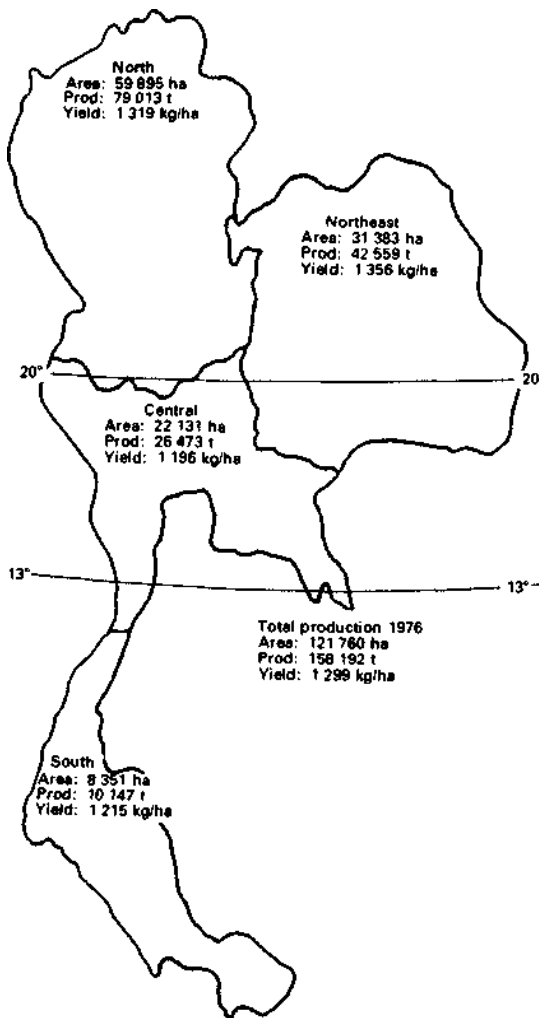 North
Area: 59 895 ha
Prod: 79 013 t
Yield: 1 319 kg/ha
Northeast
Area: 31 383 ha
Prod: 42 559 t
Yield: 1 356 kg/ha
20°
20
Central
Area: 22 131 ha
Prod: 26 473 t
Yield: 1 196 kg/ha
13°
13°
Total production 1976
Area: 121 760 ha
Prod: 158 192 t
Yield: 1 299 kg/ha
South
Area: 8 351 ha
Prod: 10 147 t
Yield: 1 215 kg/ha